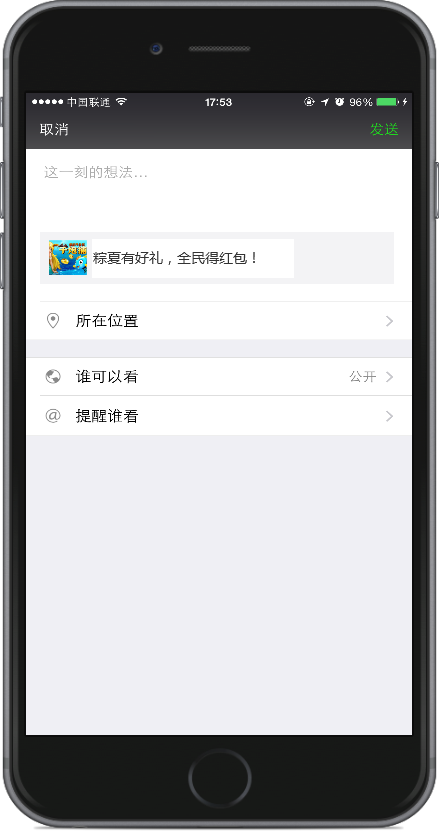 中国联通 17:53 96%
取消 发送
这一刻的想法...
粽夏有好礼，全民得红包！
所在位置
谁可以看 公开
@ 提醒谁看